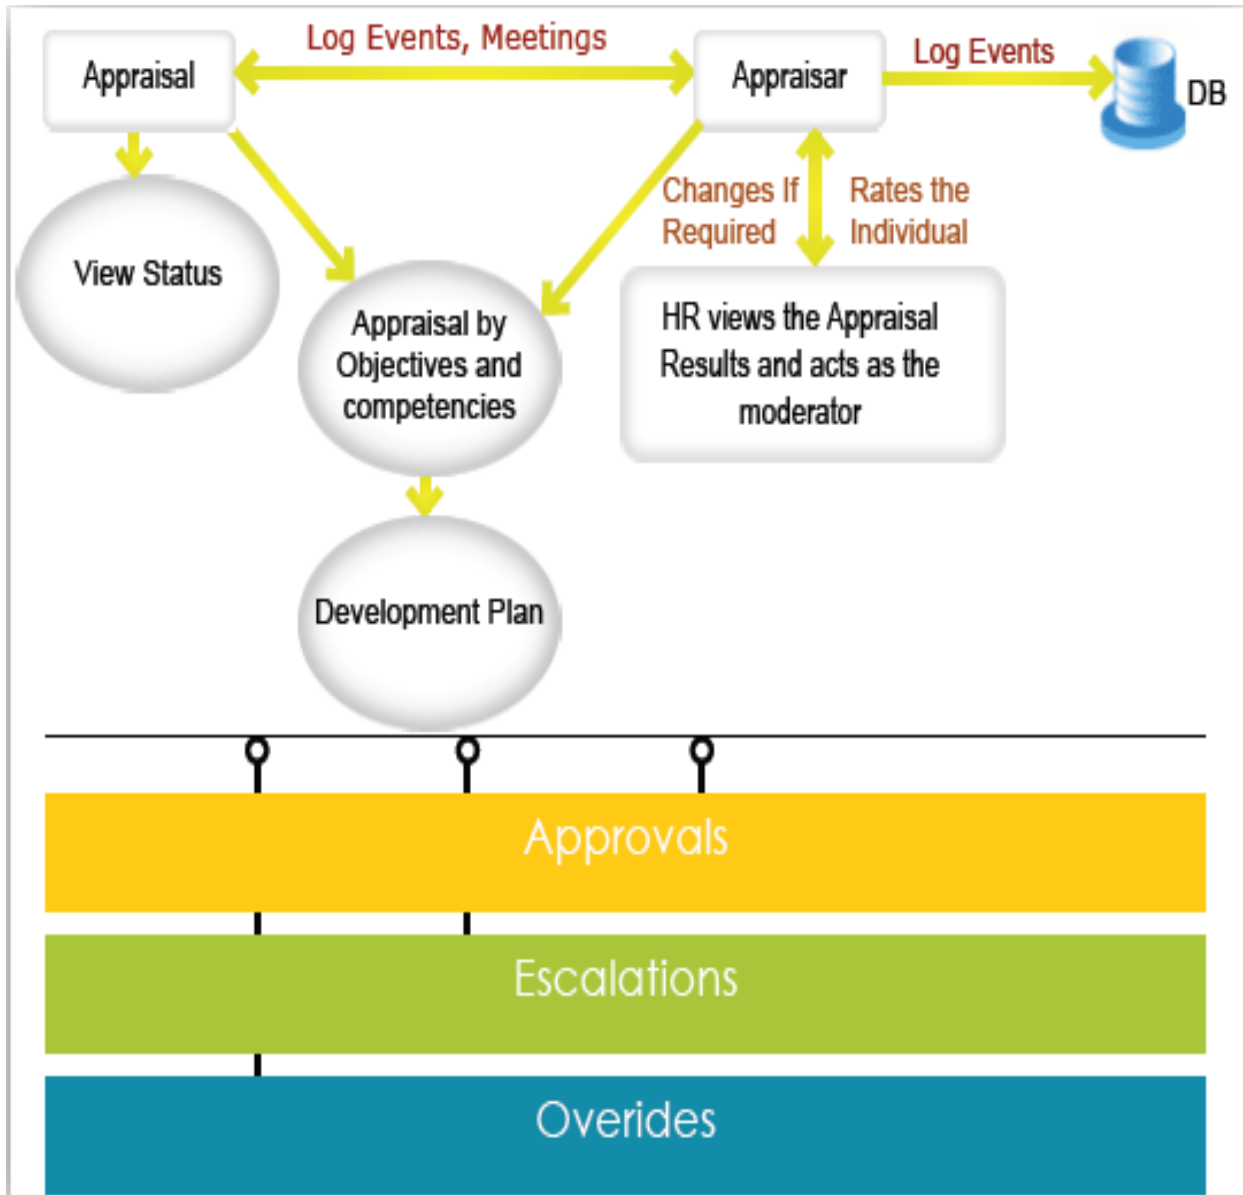 Log Events, Meetings
Appraisal
Appraisar
Log Events
DB
Changes If
Required
Rates the
Individual
View Status
Appraisal by
Objectives and
competencies
HR views the Appraisal
Results and acts as the
moderator
Development Plan
Approvals
Escalations
Overides